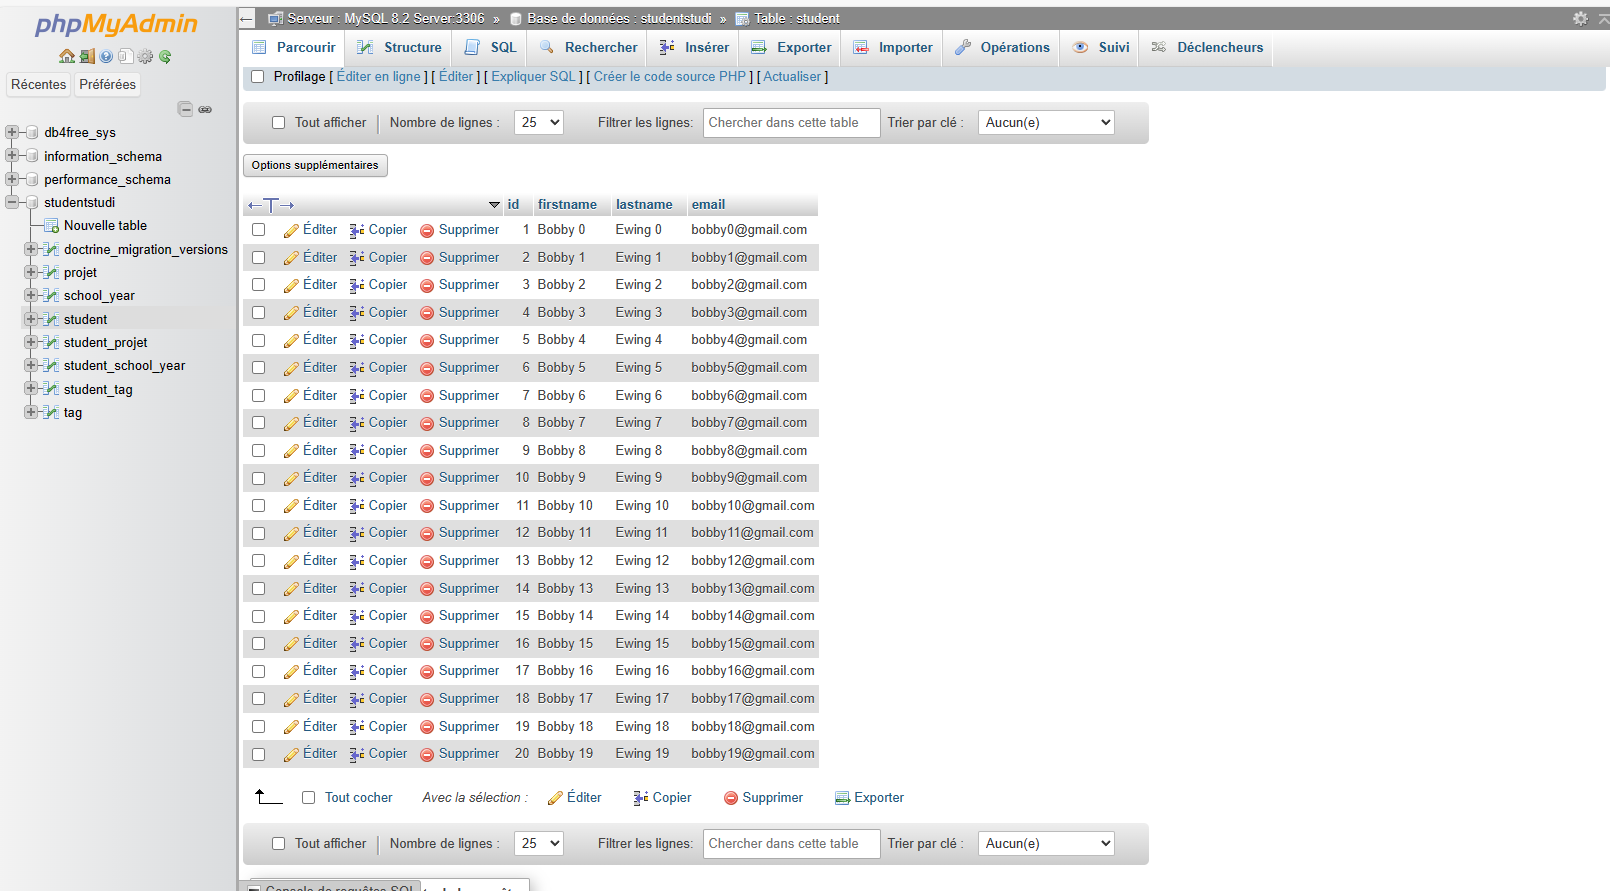 phpMyAdmin
Récentes Préférées
db4free_sys
information_schema
performance_schema
studentstudi
Nouvelle table
doctrine_migration_versions
projet
school_year
student
student_projet
student_school_year
student_tag
tag
Serveur : MySQL 8.2 Server:3306 » Base de données : studentstudi » Table : student
Parcourir Structure SQL Rechercher Insérer Exporter Importer Opérations Suivi Déclencheurs
Profilage [ Éditer en ligne ] [ Éditer ] [ Expliquer SQL ] [ Créer le code source PHP ] [ Actualiser ]
Tout afficher Nombre de lignes : 25 Filtrer les lignes: Chercher dans cette table Trier par clé : Aucun(e)
Options supplémentaires
←T→ id firstname lastname email
Éditer Copier Supprimer 1 Bobby 0 Ewing 0 bobby0@gmail.com
Éditer Copier Supprimer 2 Bobby 1 Ewing 1 bobby1@gmail.com
Éditer Copier Supprimer 3 Bobby 2 Ewing 2 bobby2@gmail.com
Éditer Copier Supprimer 4 Bobby 3 Ewing 3 bobby3@gmail.com
Éditer Copier Supprimer 5 Bobby 4 Ewing 4 bobby4@gmail.com
Éditer Copier Supprimer 6 Bobby 5 Ewing 5 bobby5@gmail.com
Éditer Copier Supprimer 7 Bobby 6 Ewing 6 bobby6@gmail.com
Éditer Copier Supprimer 8 Bobby 7 Ewing 7 bobby7@gmail.com
Éditer Copier Supprimer 9 Bobby 8 Ewing 8 bobby8@gmail.com
Éditer Copier Supprimer 10 Bobby 9 Ewing 9 bobby9@gmail.com
Éditer Copier Supprimer 11 Bobby 10 Ewing 10 bobby10@gmail.com
Éditer Copier Supprimer 12 Bobby 11 Ewing 11 bobby11@gmail.com
Éditer Copier Supprimer 13 Bobby 12 Ewing 12 bobby12@gmail.com
Éditer Copier Supprimer 14 Bobby 13 Ewing 13 bobby13@gmail.com
Éditer Copier Supprimer 15 Bobby 14 Ewing 14 bobby14@gmail.com
Éditer Copier Supprimer 16 Bobby 15 Ewing 15 bobby15@gmail.com
Éditer Copier Supprimer 17 Bobby 16 Ewing 16 bobby16@gmail.com
Éditer Copier Supprimer 18 Bobby 17 Ewing 17 bobby17@gmail.com
Éditer Copier Supprimer 19 Bobby 18 Ewing 18 bobby18@gmail.com
Éditer Copier Supprimer 20 Bobby 19 Ewing 19 bobby19@gmail.com
Tout cocher Avec la sélection : Éditer Copier Supprimer Exporter
Tout afficher Nombre de lignes : 25 Filtrer les lignes: Chercher dans cette table Trier par clé : Aucun(e)
Console de requêtes SQL